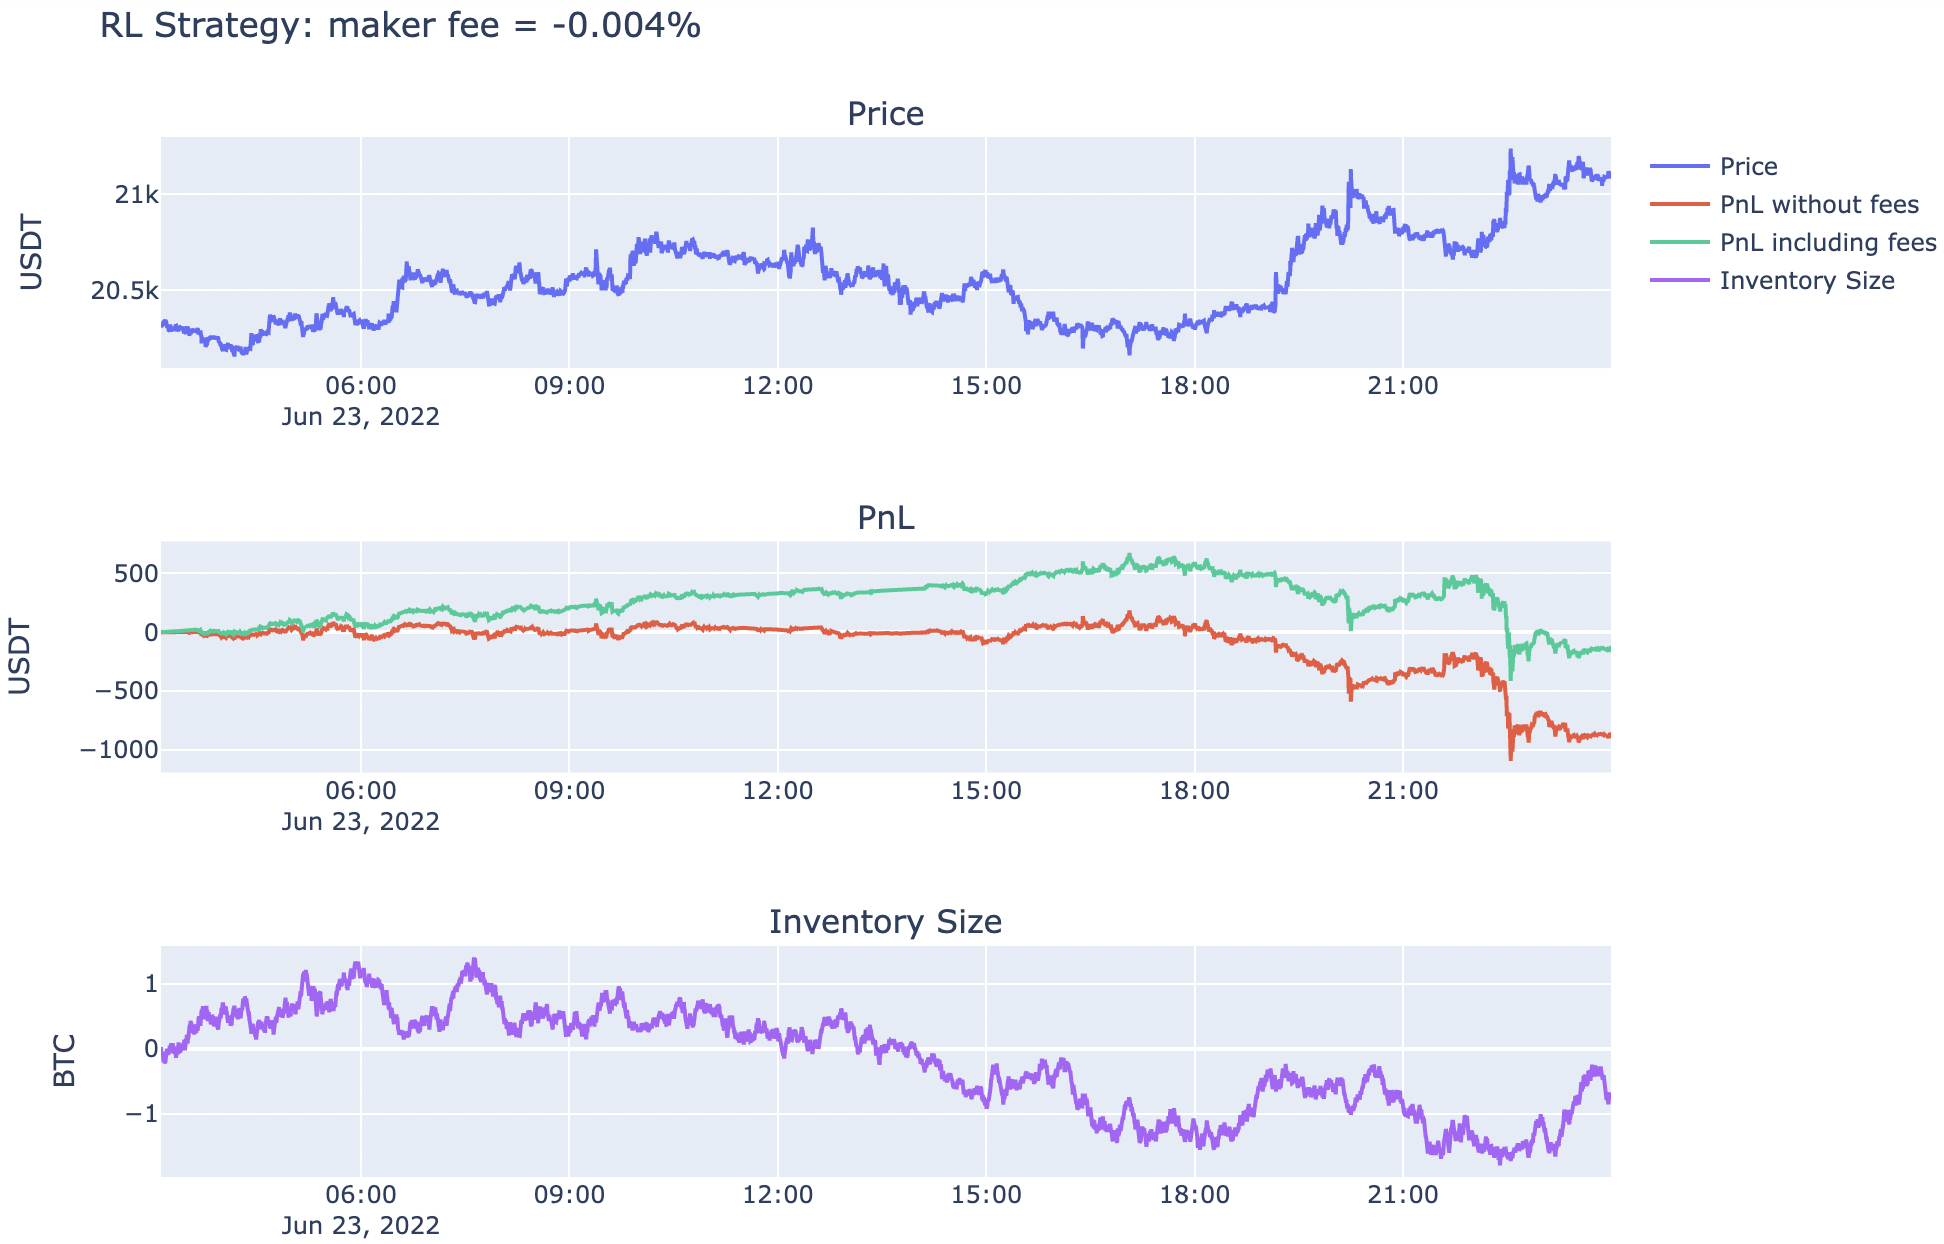 RL Strategy: maker fee = -0.004%
Price
USDT
21k
20.5k
06:00
09:00
12:00
15:00
18:00
21:00
Jun 23, 2022
Price
PnL without fees
PnL including fees
Inventory Size
PnL
USDT
500
0
−500
−1000
06:00
09:00
12:00
15:00
18:00
21:00
Jun 23, 2022
Inventory Size
BTC
1
0
−1
06:00
09:00
12:00
15:00
18:00
21:00
Jun 23, 2022